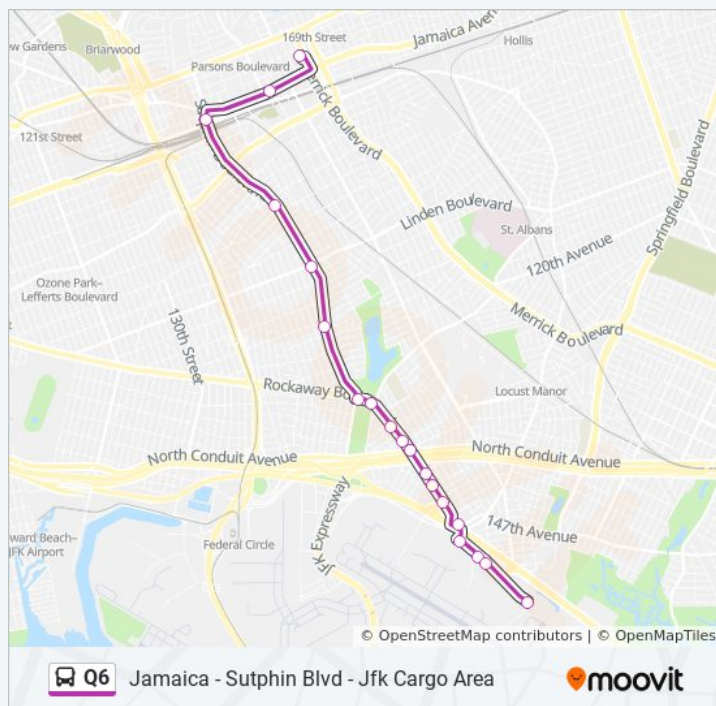 169th Street
Jamaica Aven
ew Gardens
Briarwood
Hollis
Parsons Boulevard
121st Street
Merrick Boulevard
Springfield Boulevard
Linden Boulevard
St. Albans
120th Avenue
Ozone Park–
Lefferts Boulevard
130th Street
Merrick Boulevard
Rockaway Bo
Locust Manor
North Conduit Avenue
North Conduit Avenue
JFK Expressway
147th Avenue
oward Beach–
JFK Airport
Federal Circle
© OpenStreetMap contributors | © OpenMapTiles
Q6 Jamaica - Sutphin Blvd - Jfk Cargo Area
moovit